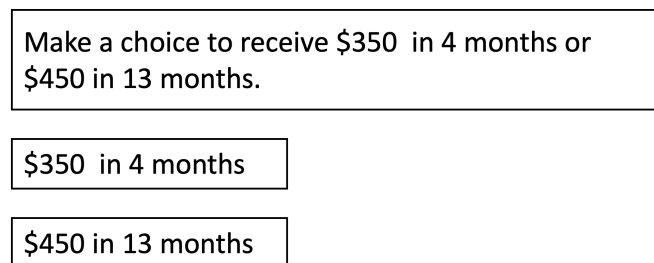 Make a choice to receive $350  in 4 months or
$450 in 13 months.
$350  in 4 months
$450 in 13 months